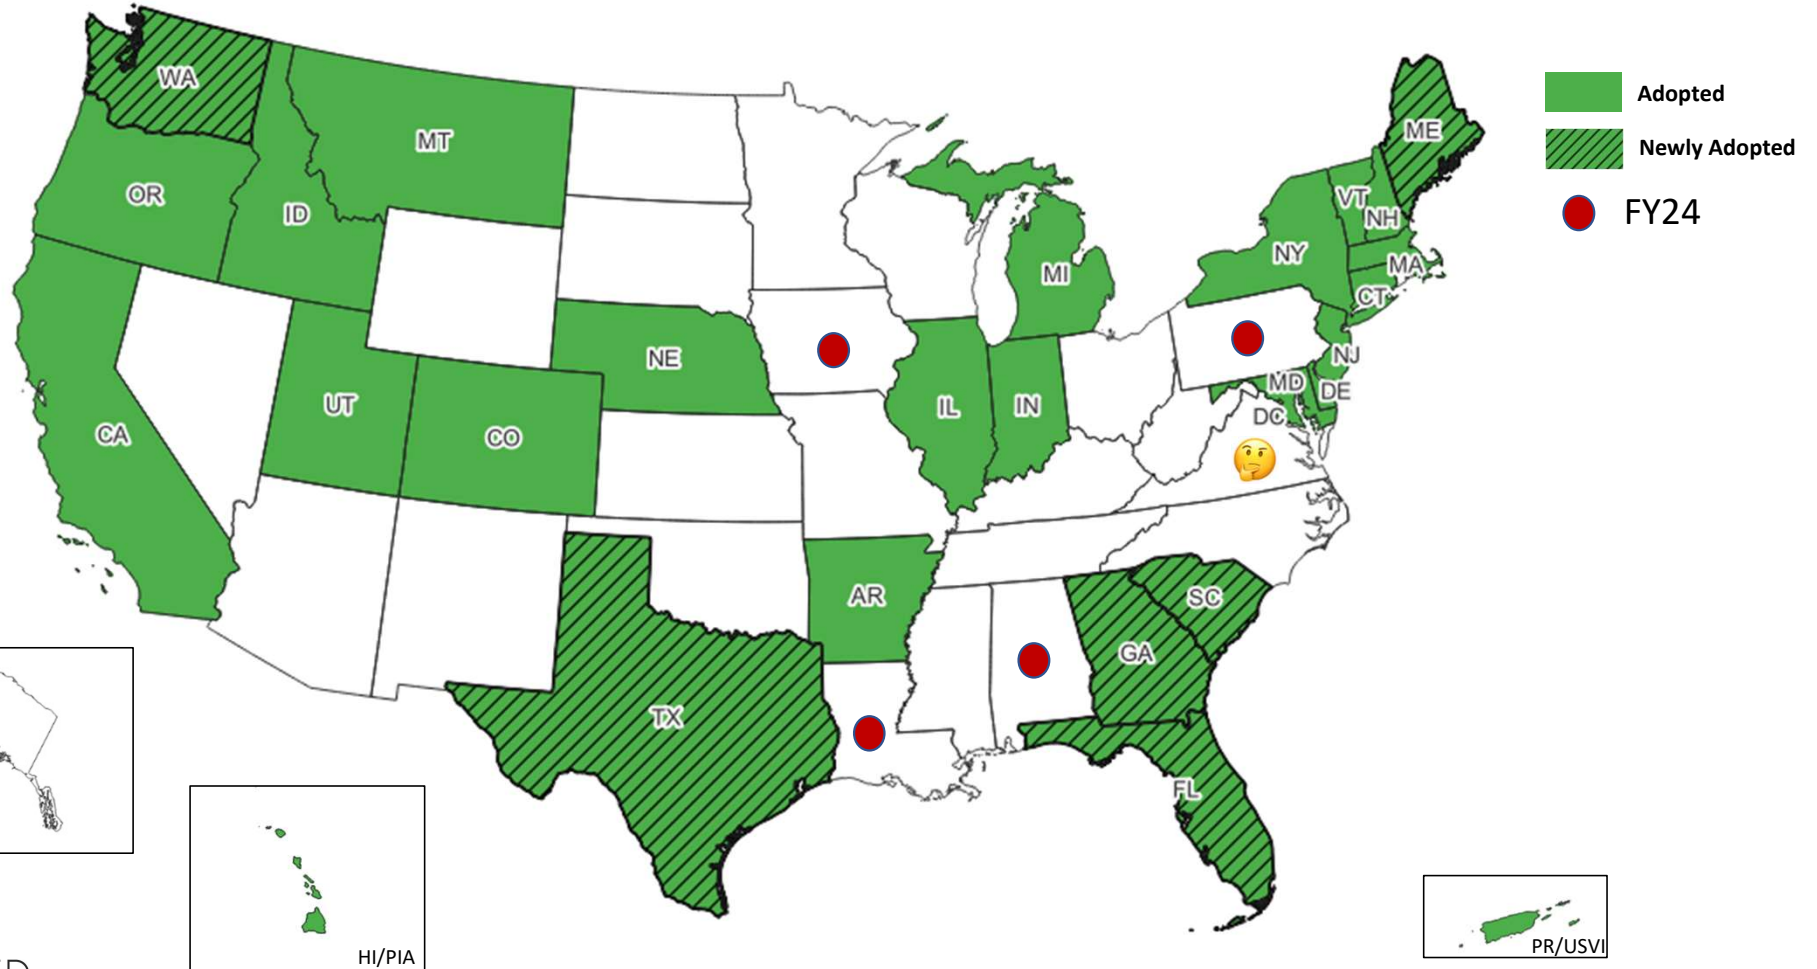 WA
MT
OR
ID
ME
VT
NH
NY
MA
CT
MI
NE
IL
IN
NJ
MD
DE
DC
UT
CO
CA
AR
SC
GA
TX
FL
HI/PIA
PR/USVI
Adopted
Newly Adopted
FY24